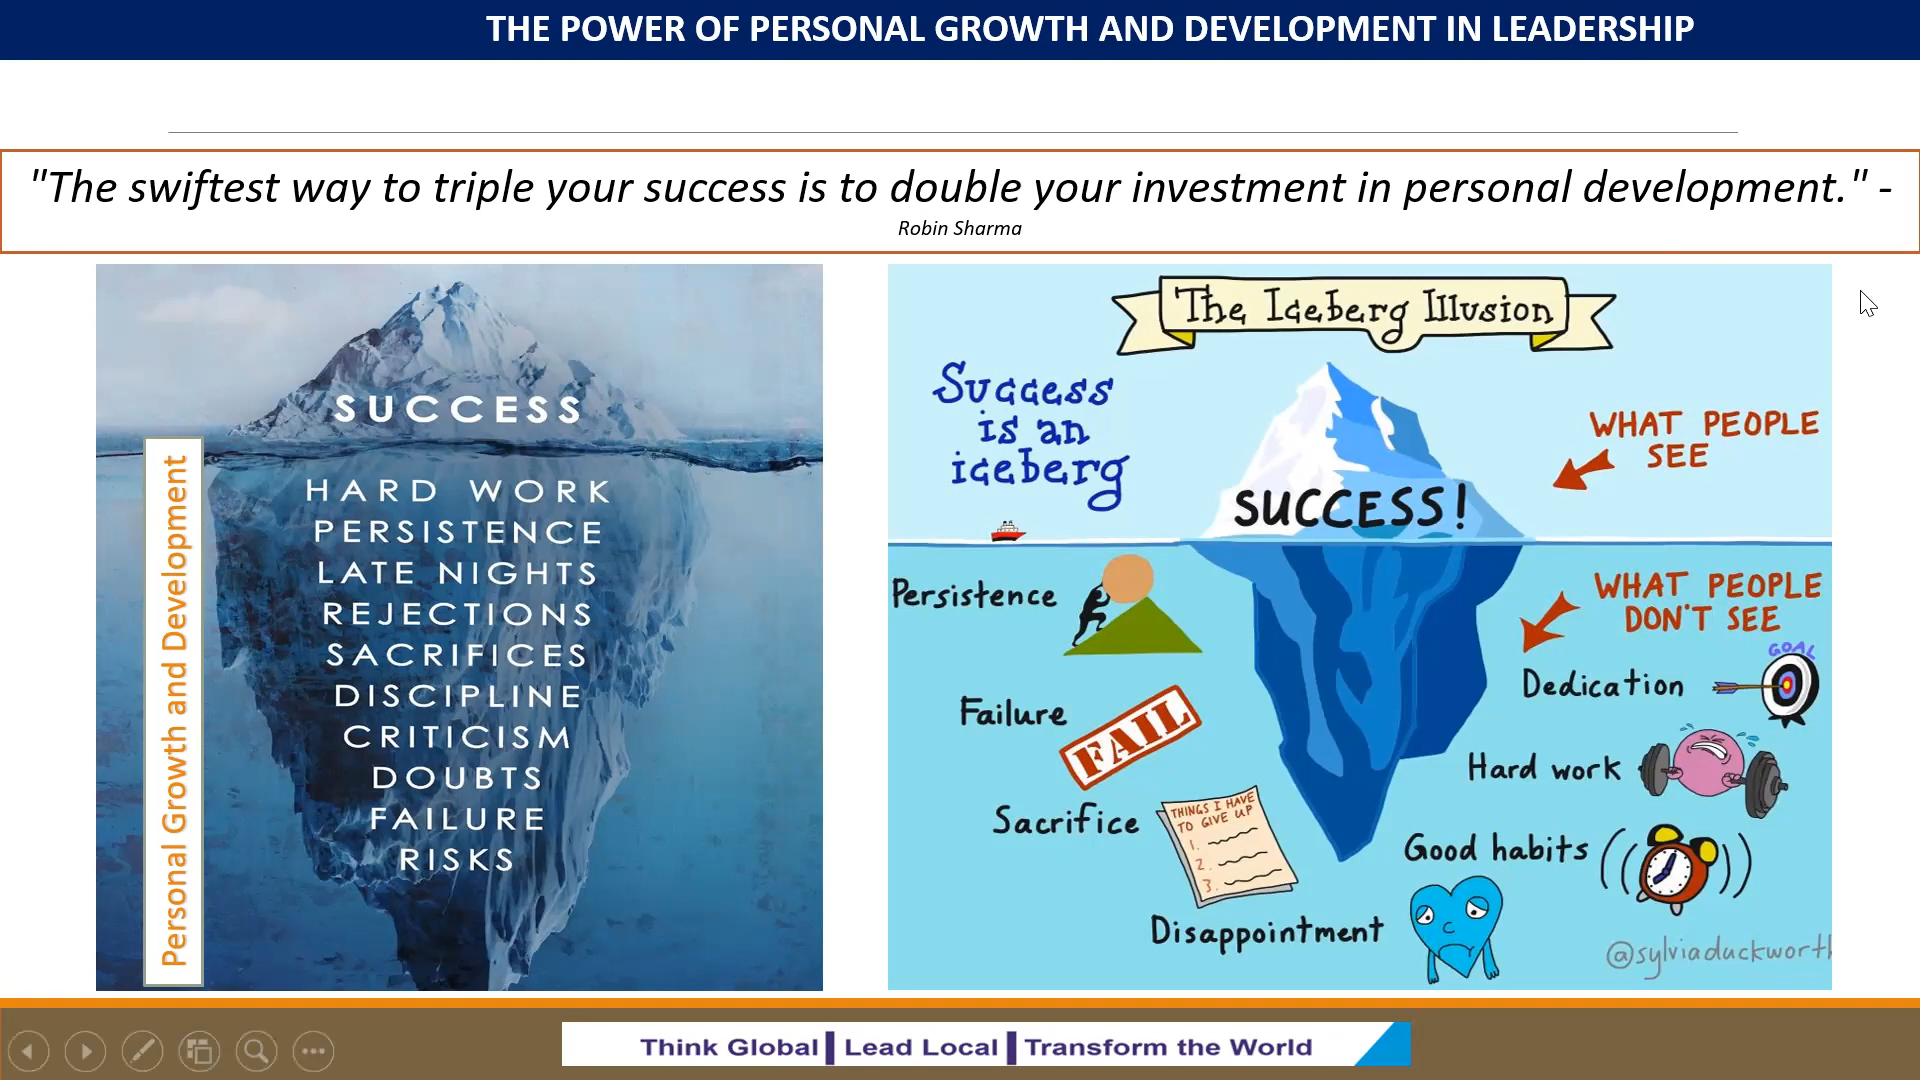 THE POWER OF PERSONAL GROWTH AND DEVELOPMENT IN LEADERSHIP
"The swiftest way to triple your success is to double your investment in personal development." -
Robin Sharma
SUCCESS
HARD WORK
PERSISTENCE
LATE NIGHTS
REJECTIONS
SACRIFICES
DISCIPLINE
CRITICISM
DOUBTS
FAILURE
RISKS
Personal Growth and Development
The Iceberg Illusion
Success
is an
iceberg
WHAT PEOPLE
SEE
SUCCESS!
WHAT PEOPLE
DON'T SEE
Persistence
GOAL
Dedication
Failure
FAIL
Hard work
Sacrifice
THINGS I HAVE
TO GIVE UP
1.
2.
3.
Good habits
Disappointment
@sylviaduckworth
Think Global | Lead Local | Transform the World